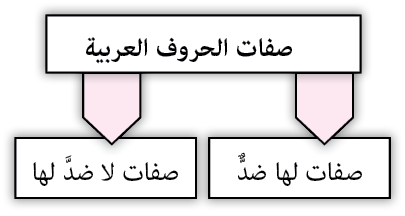 صفات الحروف العربية
صفات لها ضدٌّ
صفات لا ضدَّ لها